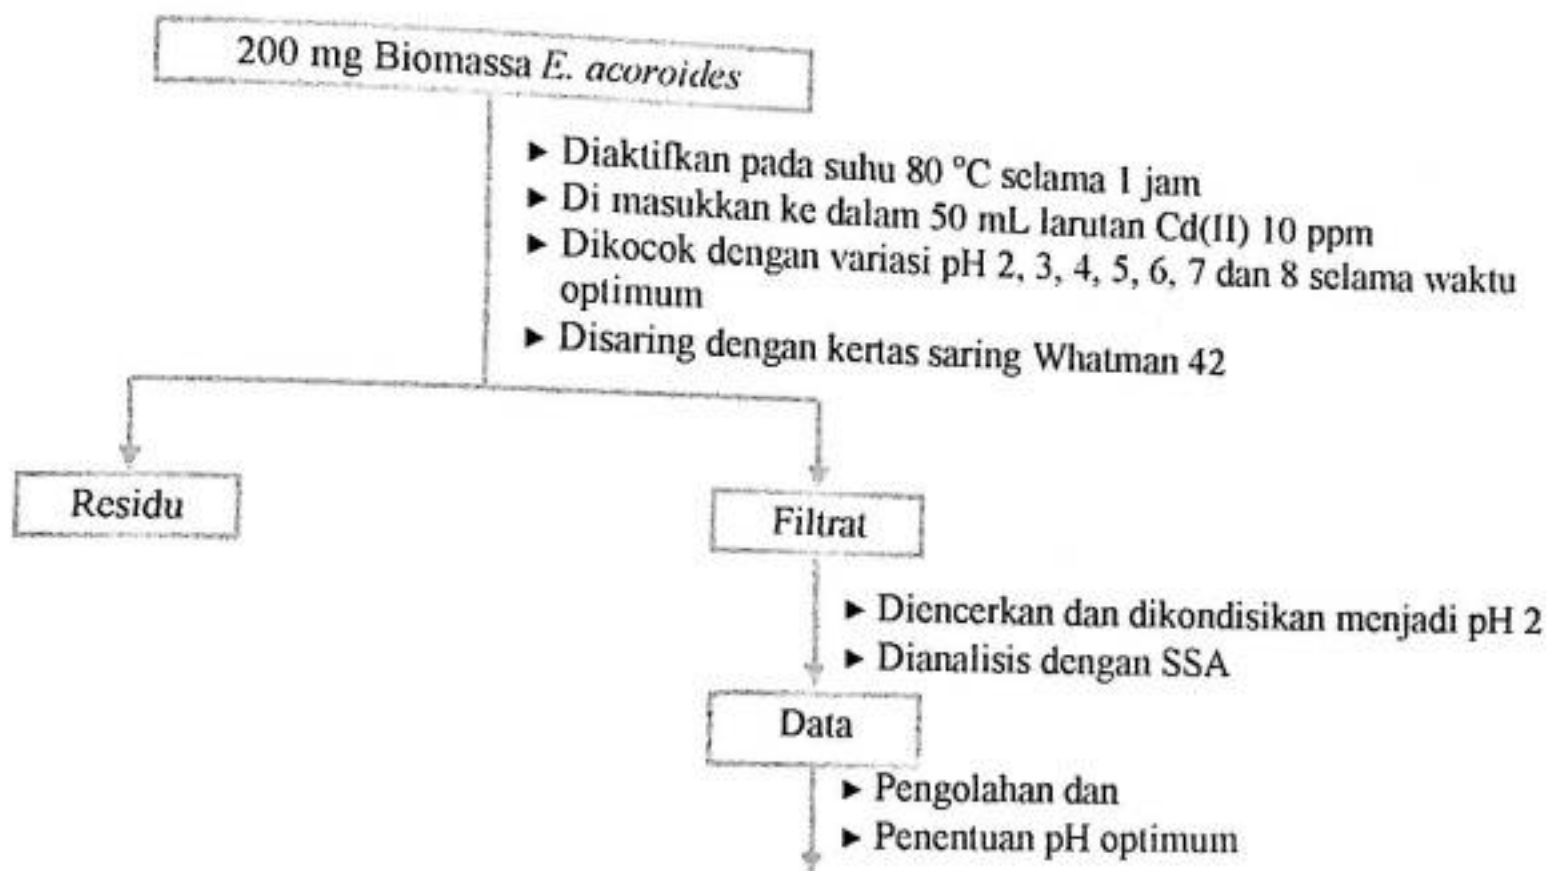 200 mg Biomassa E. acoroides
► Diaktifkan pada suhu 80 °C selama 1 jam
► Di masukkan ke dalam 50 mL larutan Cd(II) 10 ppm
► Dikocok dengan variasi pH 2, 3, 4, 5, 6, 7 dan 8 selama waktu
optimum
► Disaring dengan kertas saring Whatman 42
Residu
Filtrat
► Diencerkan dan dikondisikan menjadi pH 2
► Dianalisis dengan SSA
Data
► Pengolahan dan
► Penentuan pH optimum